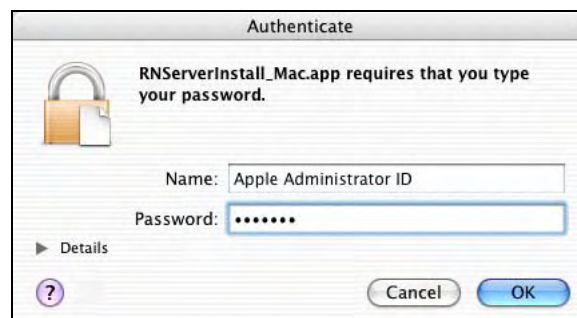 Authenticate
RNServerInstall_Mac.app requires that you type
your password.
Name: Apple Administrator ID
Password: •••••••
Details
?
Cancel
OK